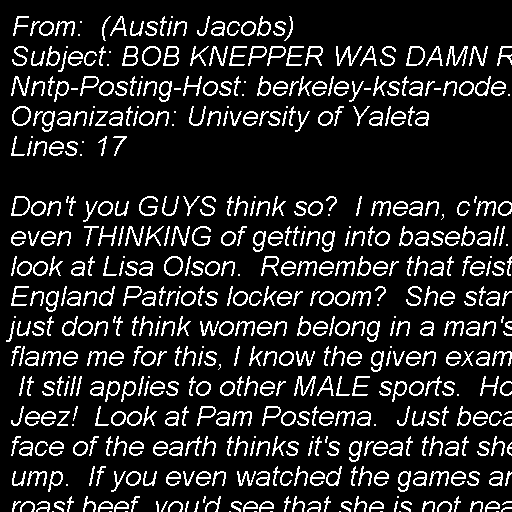 From:  (Austin Jacobs)
Subject: BOB KNEPPER WAS DAMN R
Nntp-Posting-Host: berkeley-kstar-node.
Organization: University of Yaleta
Lines: 17

Don't you GUYS think so?  I mean, c'mo
even THINKING of getting into baseball.
look at Lisa Olson.  Remember that feist
England Patriots locker room?  She star
just don't think women belong in a man's
flame me for this, I know the given exam
 It still applies to other MALE sports.  Ho
Jeez!  Look at Pam Postema.  Just beca
face of the earth thinks it's great that she
ump.  If you even watched the games an
roast beef, you'd see that she is not nea